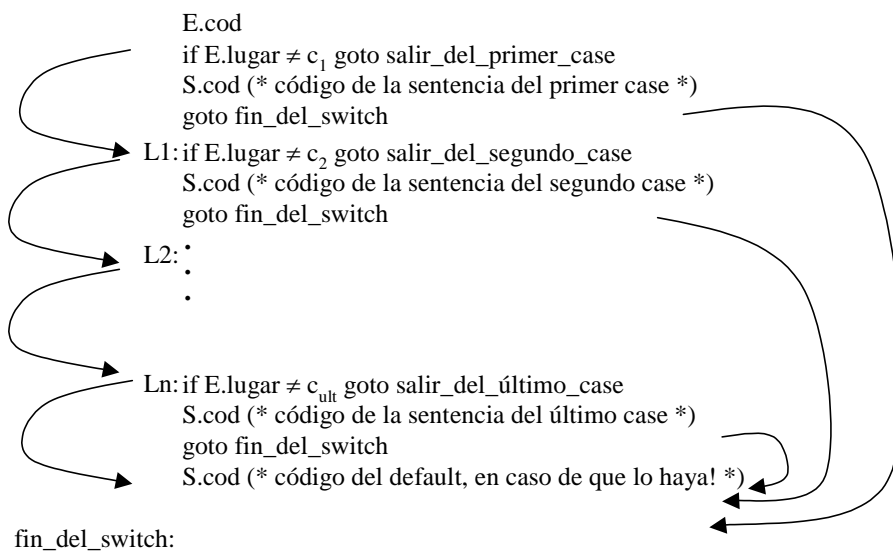 E.cod
if E.lugar ≠ c₁ goto salir_del_primer_case
S.cod (* código de la sentencia del primer case *)
goto fin_del_switch
L1: if E.lugar ≠ c₂ goto salir_del_segundo_case
S.cod (* código de la sentencia del segundo case *)
goto fin_del_switch
L2:
Ln: if E.lugar ≠ c_ult goto salir_del_último_case
S.cod (* código de la sentencia del último case *)
goto fin_del_switch
S.cod (* código del default, en caso de que lo haya! *)
fin_del_switch: